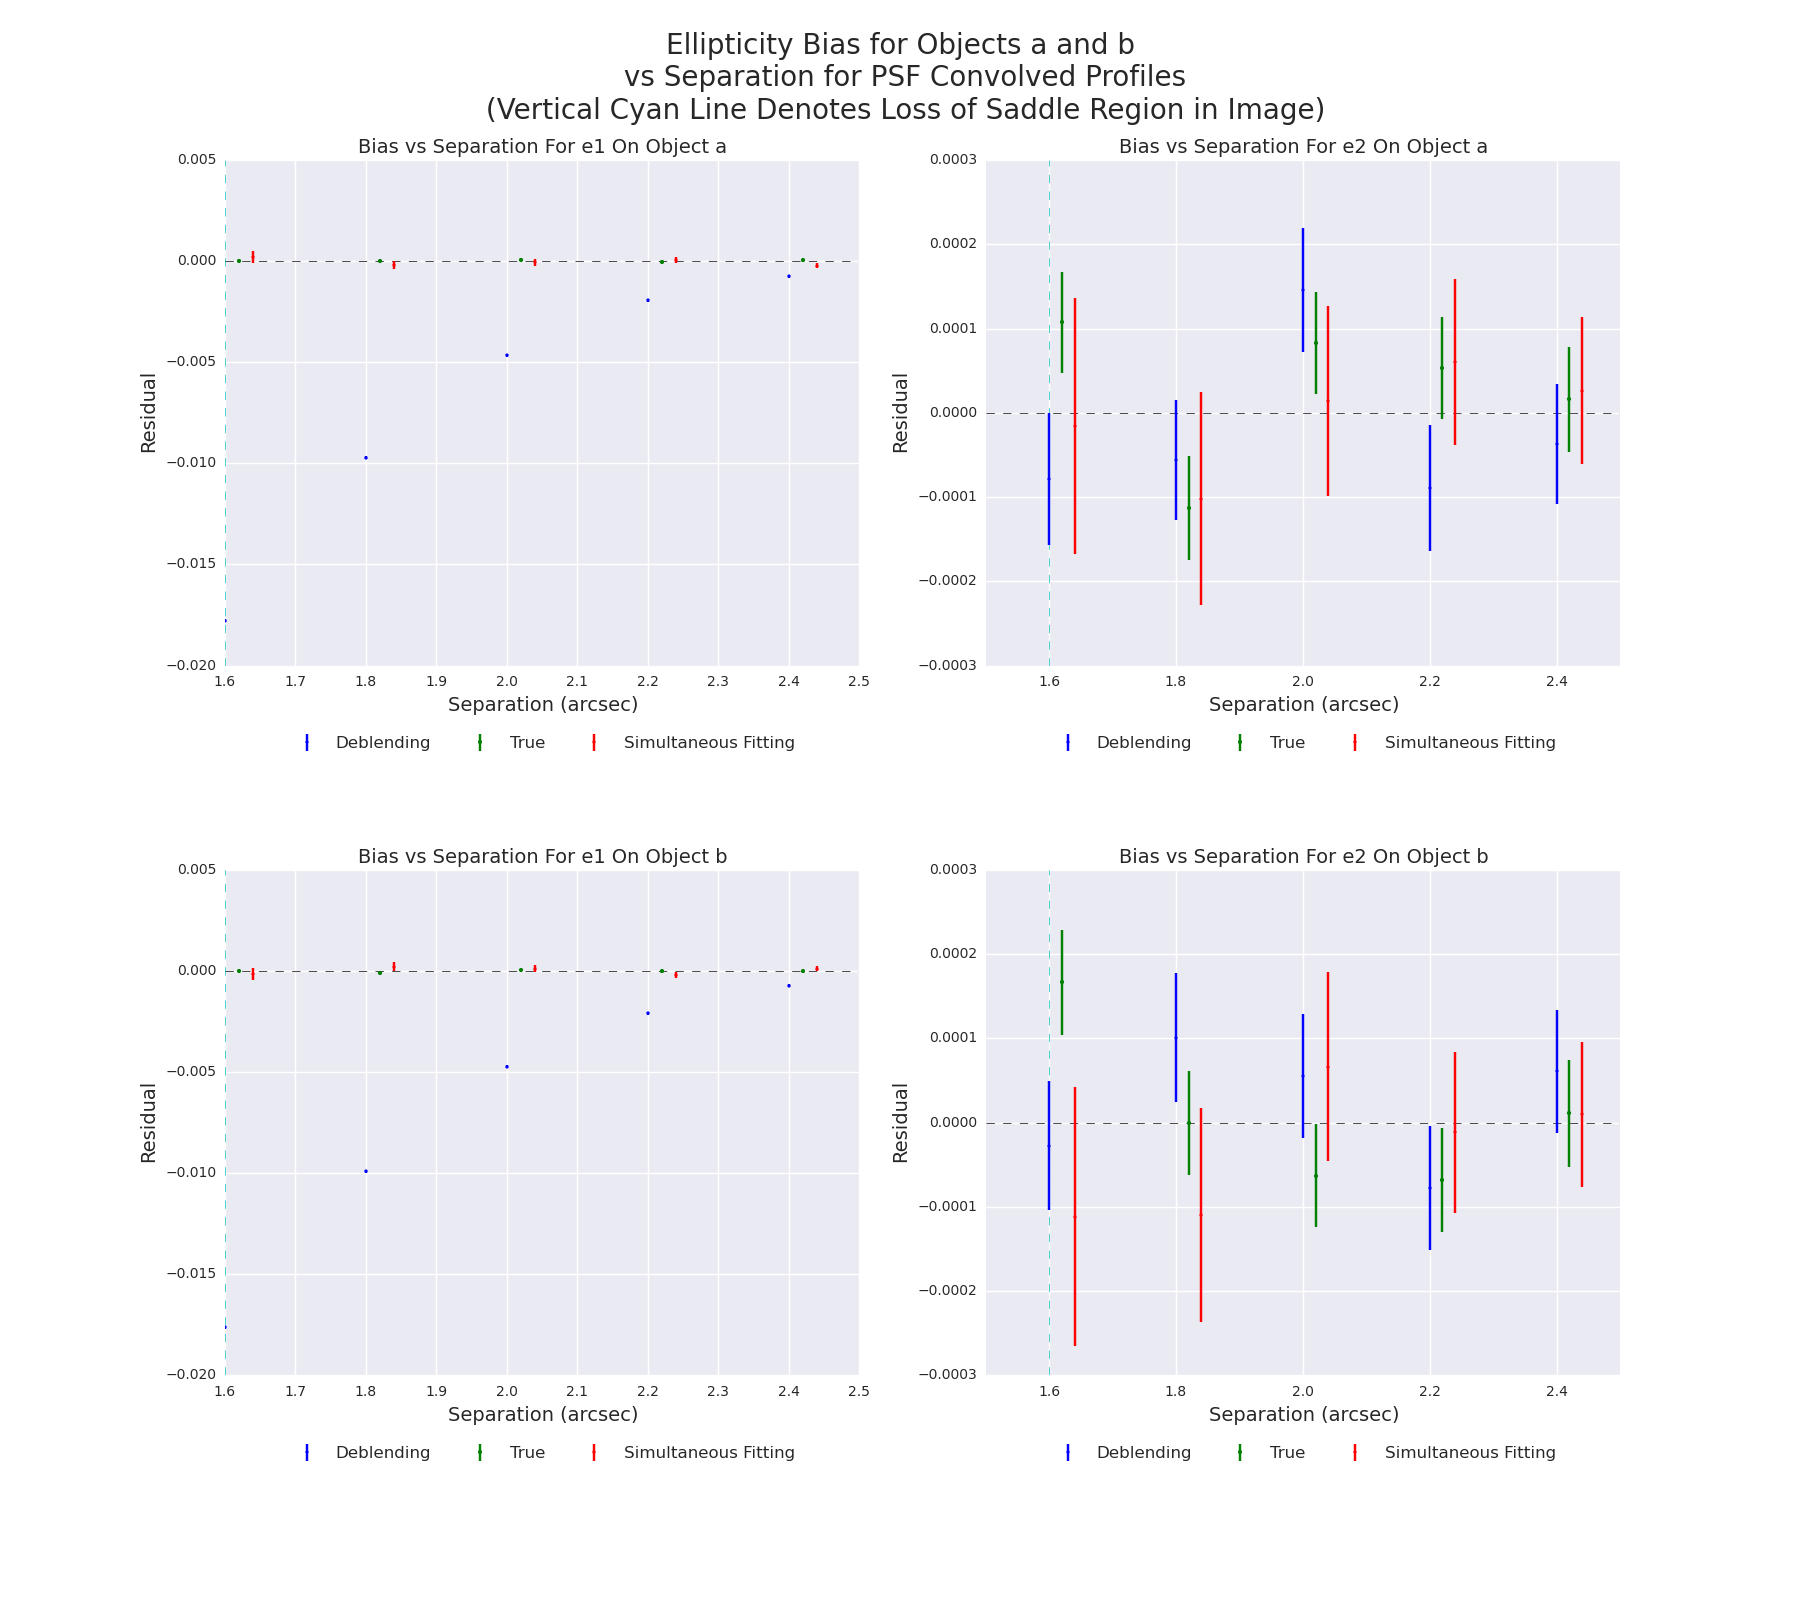 Ellipticity Bias for Objects a and b
vs Separation for PSF Convolved Profiles
(Vertical Cyan Line Denotes Loss of Saddle Region in Image)
Bias vs Separation For e1 On Object a
0.005
0.000
−0.005
−0.010
−0.015
−0.020
Residual
1.6 1.7 1.8 1.9 2.0 2.1 2.2 2.3 2.4 2.5
Separation (arcsec)
Deblending True Simultaneous Fitting
Bias vs Separation For e2 On Object a
0.0003
0.0002
0.0001
0.0000
−0.0001
−0.0002
−0.0003
Residual
1.6 1.8 2.0 2.2 2.4
Separation (arcsec)
Deblending True Simultaneous Fitting
Bias vs Separation For e1 On Object b
0.005
0.000
−0.005
−0.010
−0.015
−0.020
Residual
1.6 1.7 1.8 1.9 2.0 2.1 2.2 2.3 2.4 2.5
Separation (arcsec)
Deblending True Simultaneous Fitting
Bias vs Separation For e2 On Object b
0.0003
0.0002
0.0001
0.0000
−0.0001
−0.0002
−0.0003
Residual
1.6 1.8 2.0 2.2 2.4
Separation (arcsec)
Deblending True Simultaneous Fitting